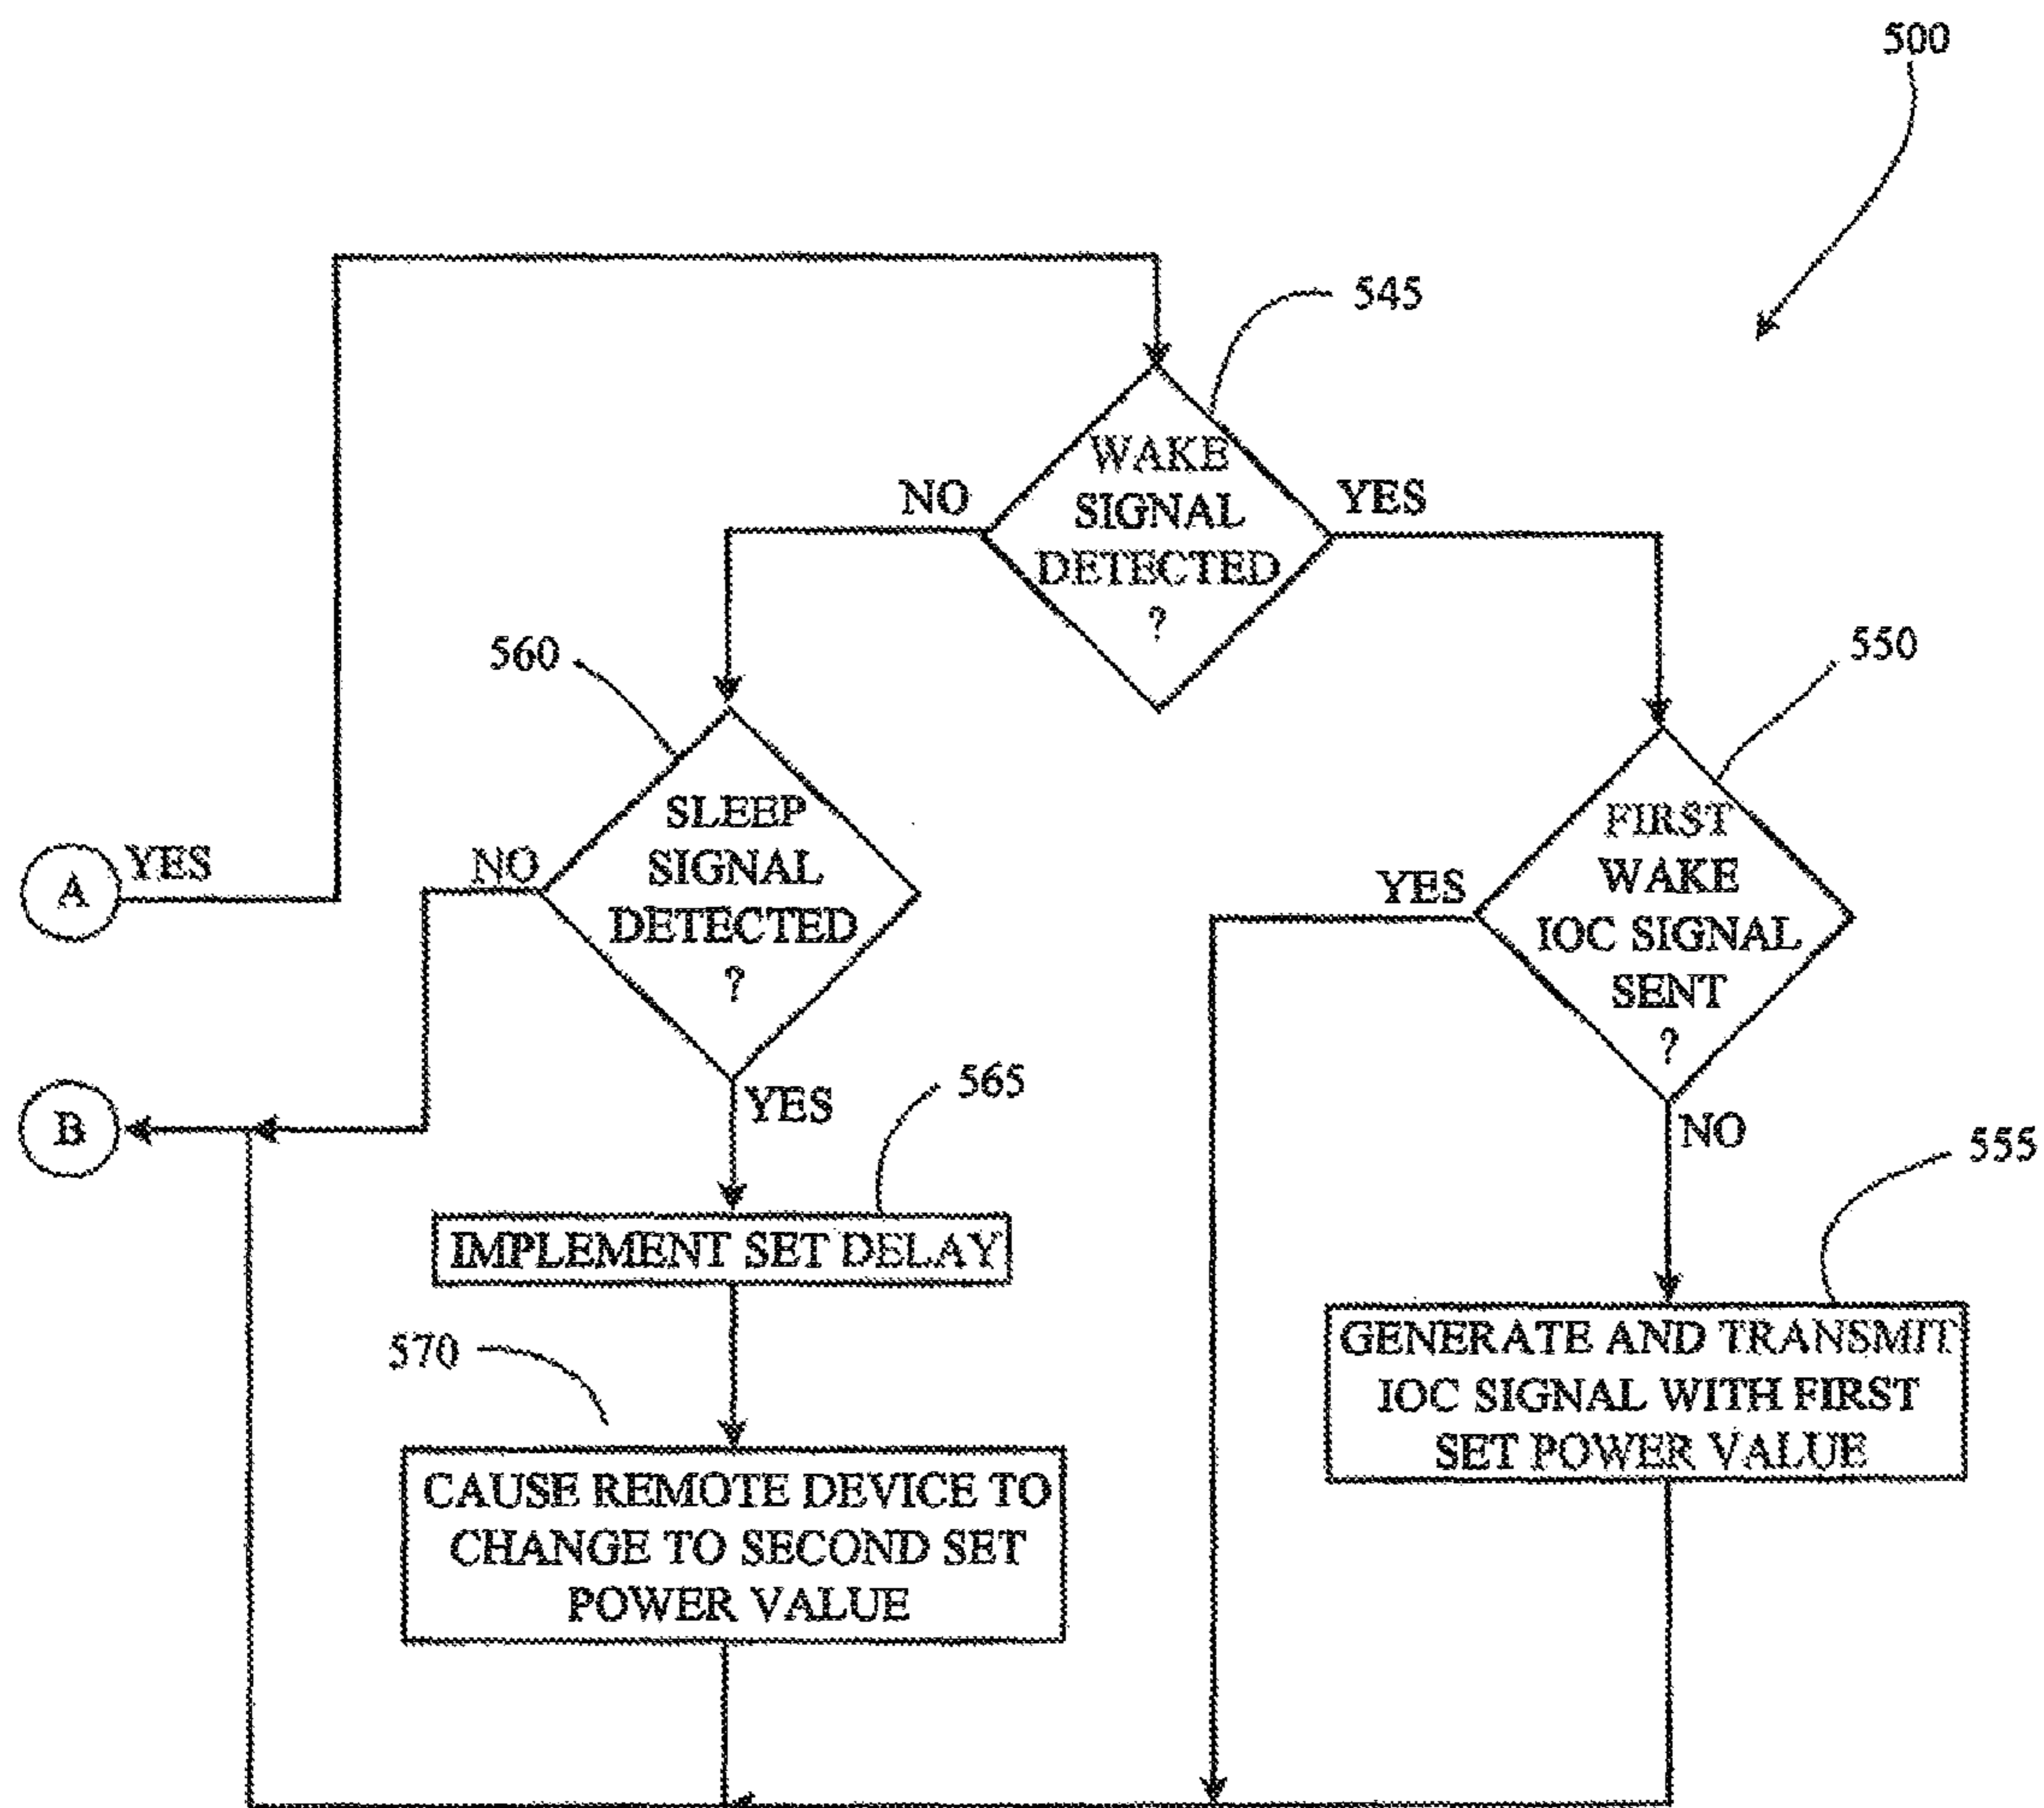 500
545
WAKE
SIGNAL
DETECTED
?
NO
YES
560
550
SLEEP
SIGNAL
DETECTED
?
NO
YES
FIRST
WAKE
IOC SIGNAL
SENT
?
YES
NO
A
YES
B
565
555
IMPLEMENT SET DELAY
570
GENERATE AND TRANSMIT
IOC SIGNAL WITH FIRST
SET POWER VALUE
CAUSE REMOTE DEVICE TO
CHANGE TO SECOND SET
POWER VALUE